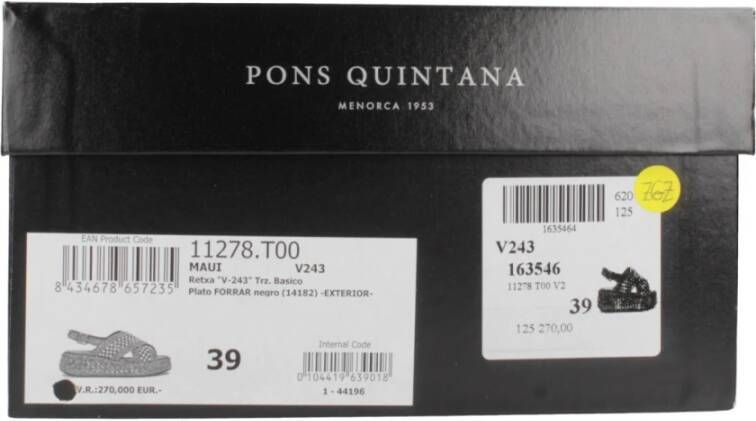 PONS QUINTANA
MENORCA 1953
EAN Product Code
8 434678 657235
11278.T00
MAUI V243
Retxa "V-243" Trz. Basico
Plato FORRAR negro (14182) -EXTERIOR-
39
Internal Code
0 104419 639018
1 - 44196
.V.R.:270,000 EUR.-
1635464
620
125
767
V243
163546
11278 T00 V2
39
125 270,00